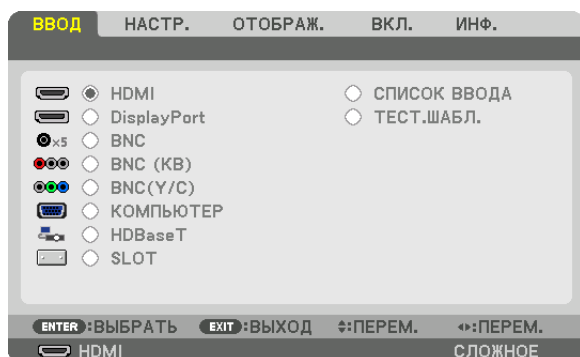 ВВОД НАСТР. ОТОБРАЖ. ВКЛ. ИНФ.
HDMI СПИСОК ВВОДА
DisplayPort ТЕСТ.ШАБЛ.
×5 BNC
BNC (КВ)
BNC(Y/C)
КОМПЬЮТЕР
HDBaseT
SLOT
ENTER :ВЫБРАТЬ EXIT :ВЫХОД :ПЕРЕМ. :ПЕРЕМ.
HDMI СЛОЖНОЕ